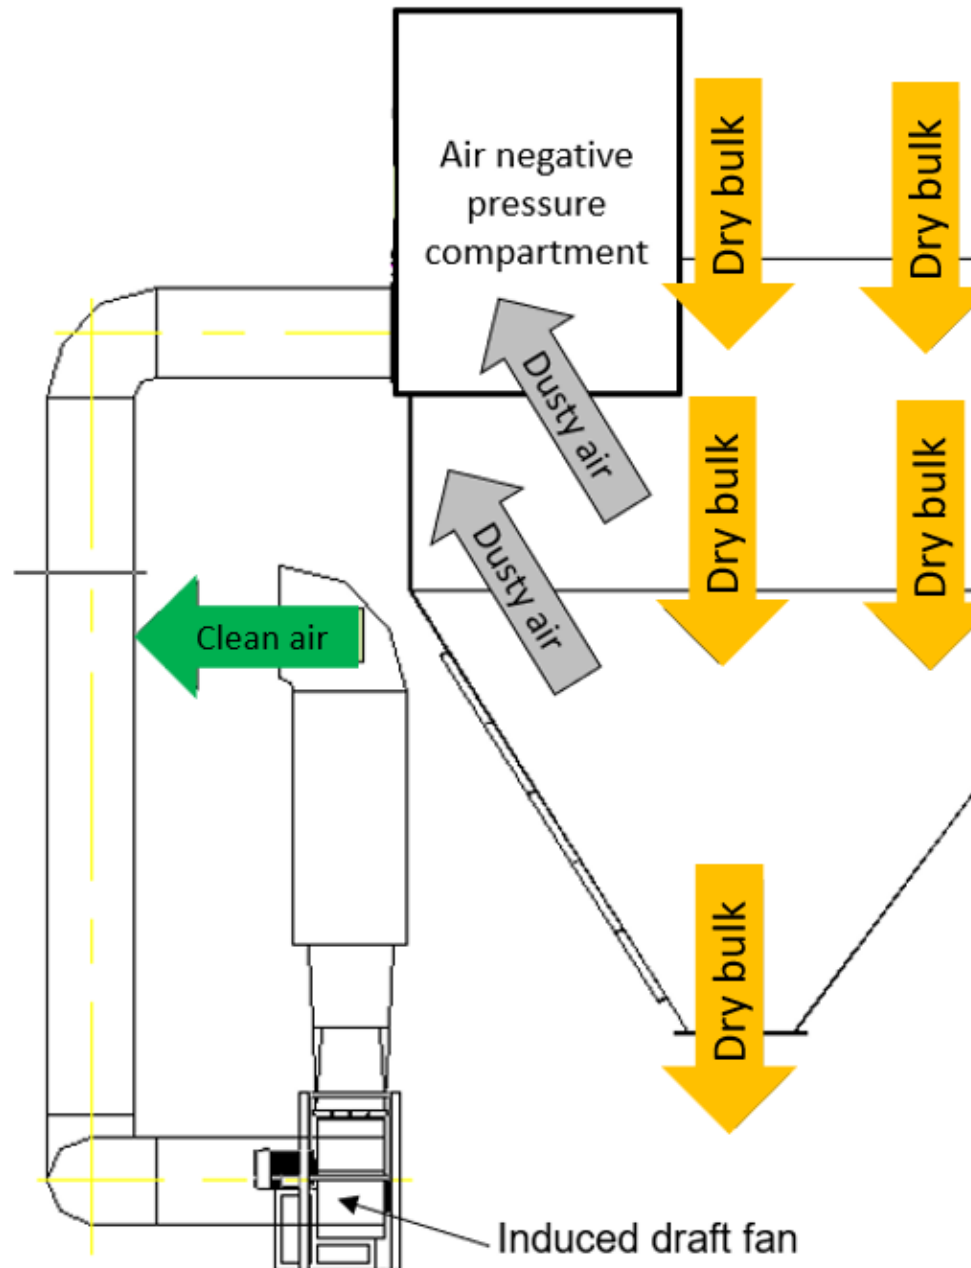 Air negative
pressure
compartment
Dry bulk
Dry bulk
Dusty air
Dry bulk
Dry bulk
Dusty air
Clean air
Dry bulk
Induced draft fan